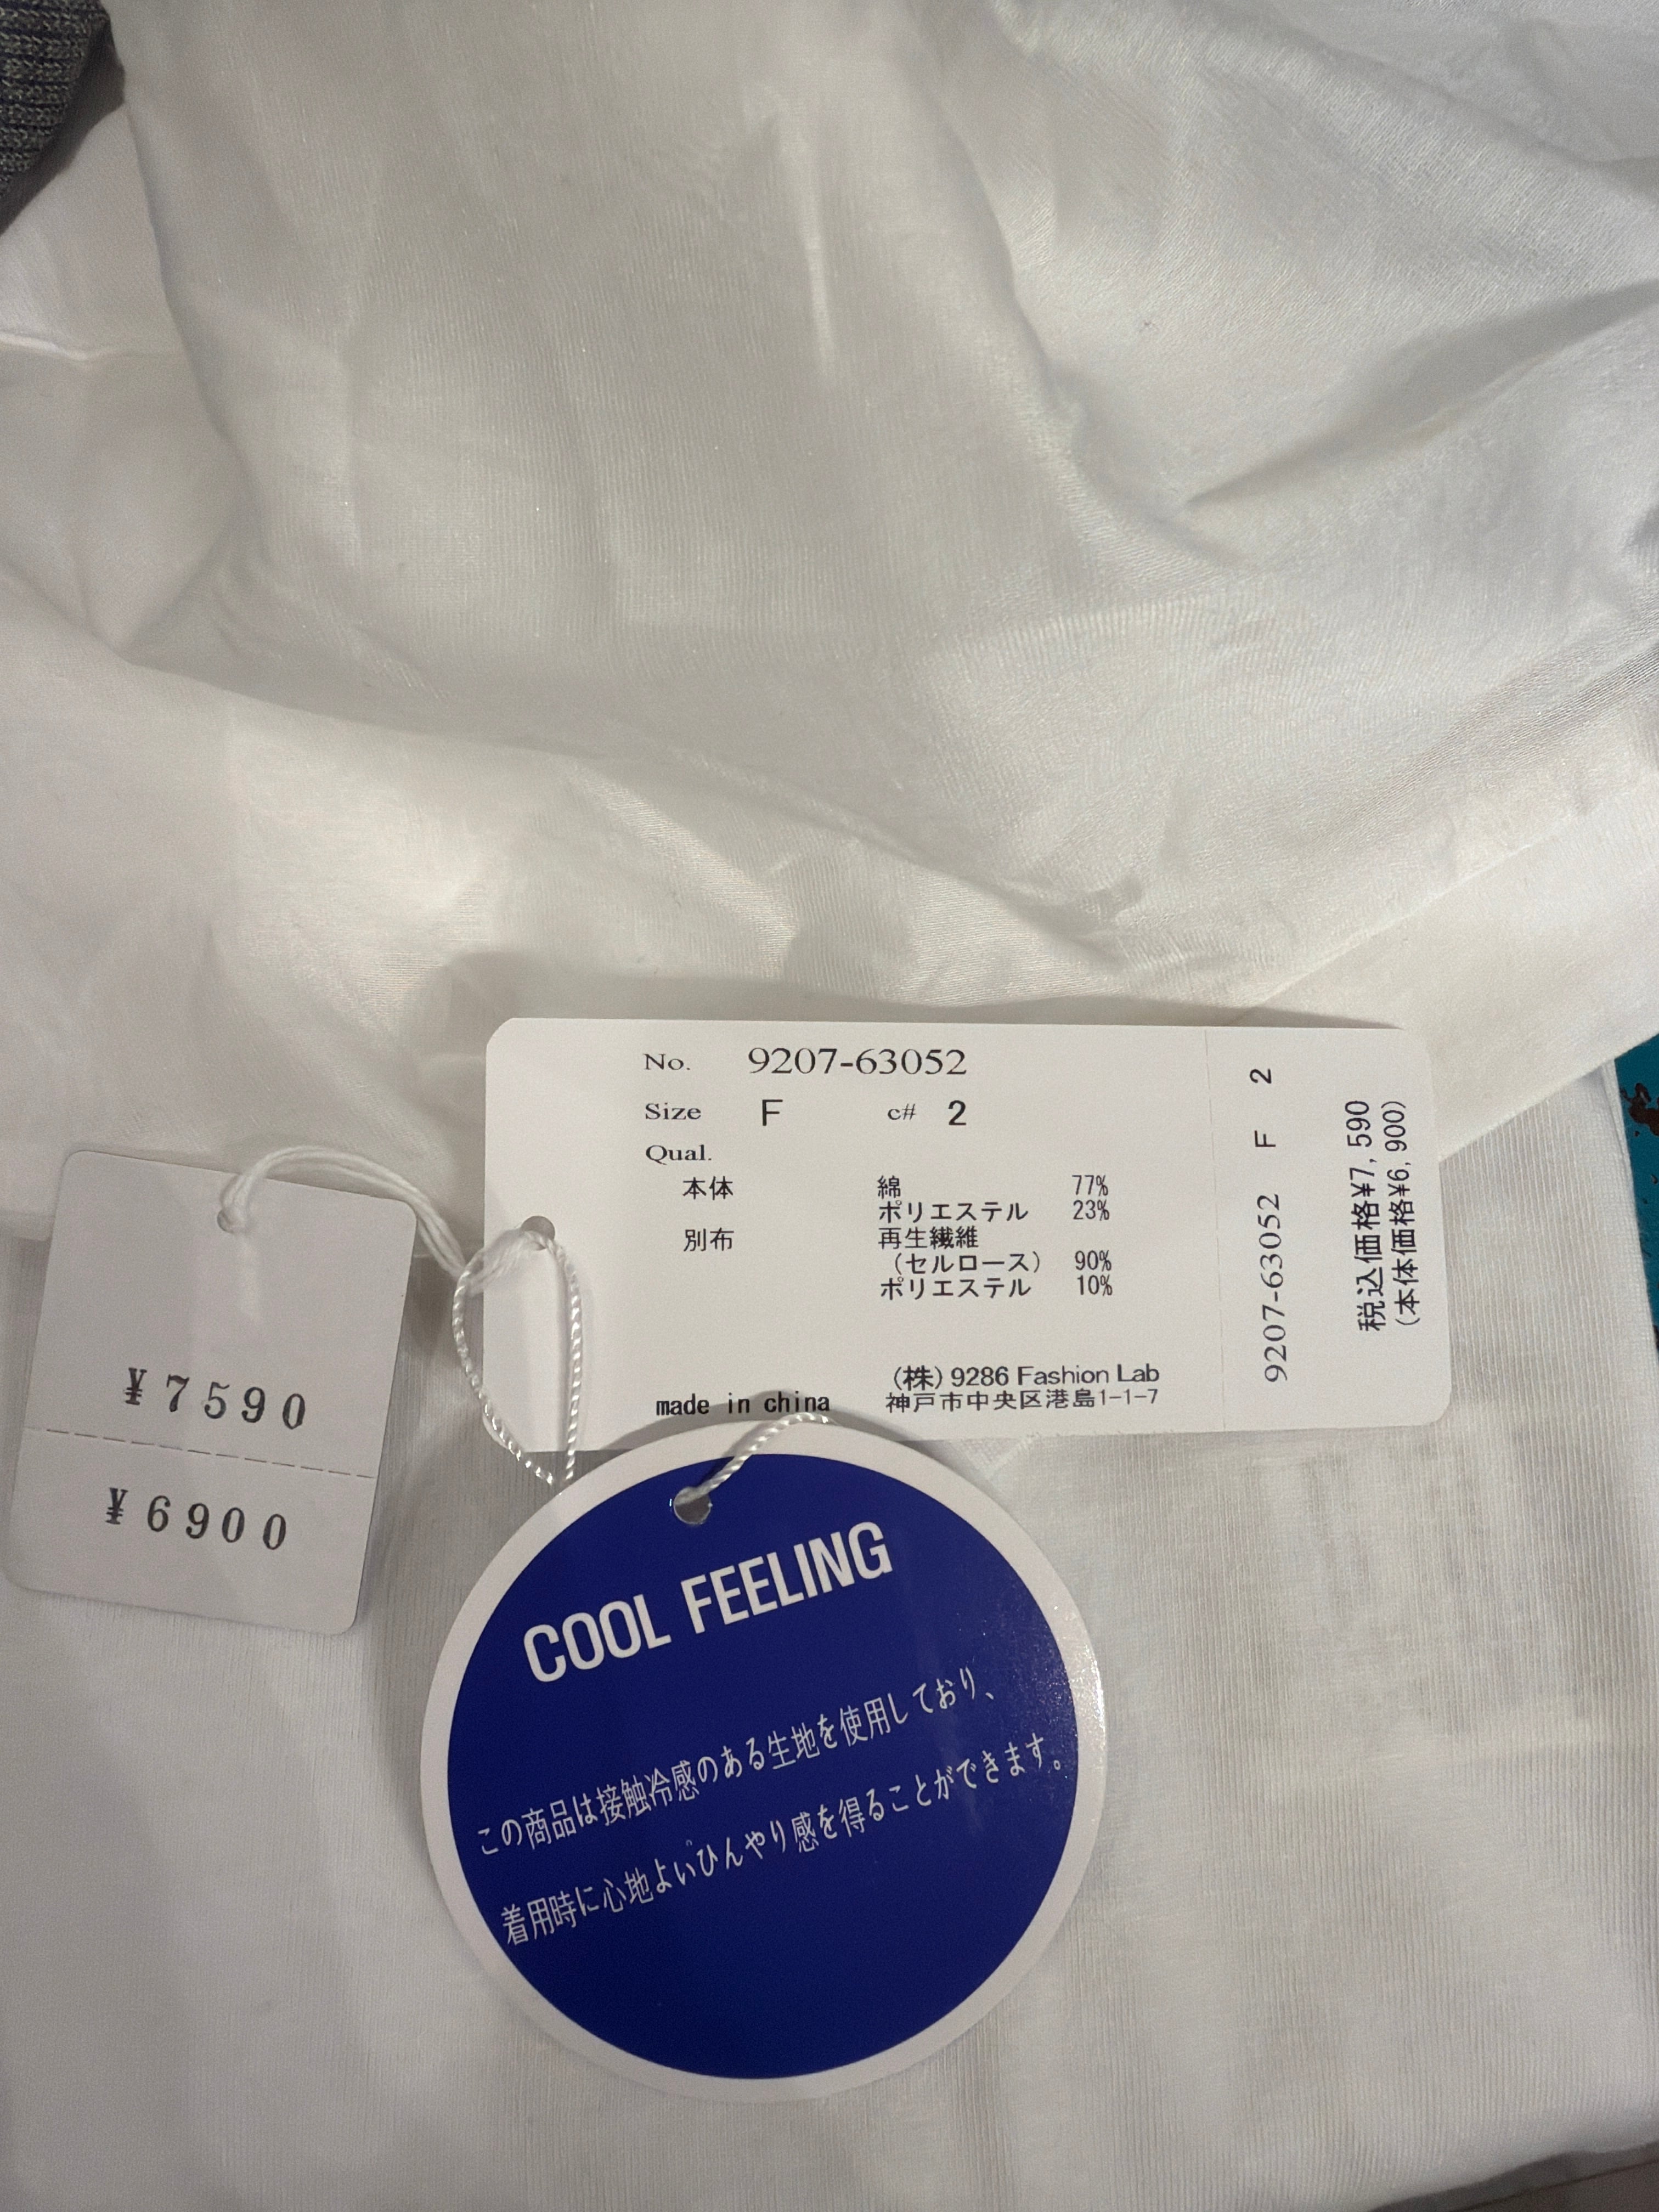 No. 9207-63052
Size F c# 2
Qual.
本体 綿 77%
ポリエステル 23%
別布 再生繊維
（セルロース） 90%
ポリエステル 10%
(株) 9286 Fashion Lab
made in china 神戸市中央区港島1-1-7
9207-63052 F 2
税込価格¥7,590
(本体価格¥6,900)
¥7590
¥6900
COOL FEELING
この商品は接触冷感のある生地を使用しており、
着用時に心地よいひんやり感を得ることができます。